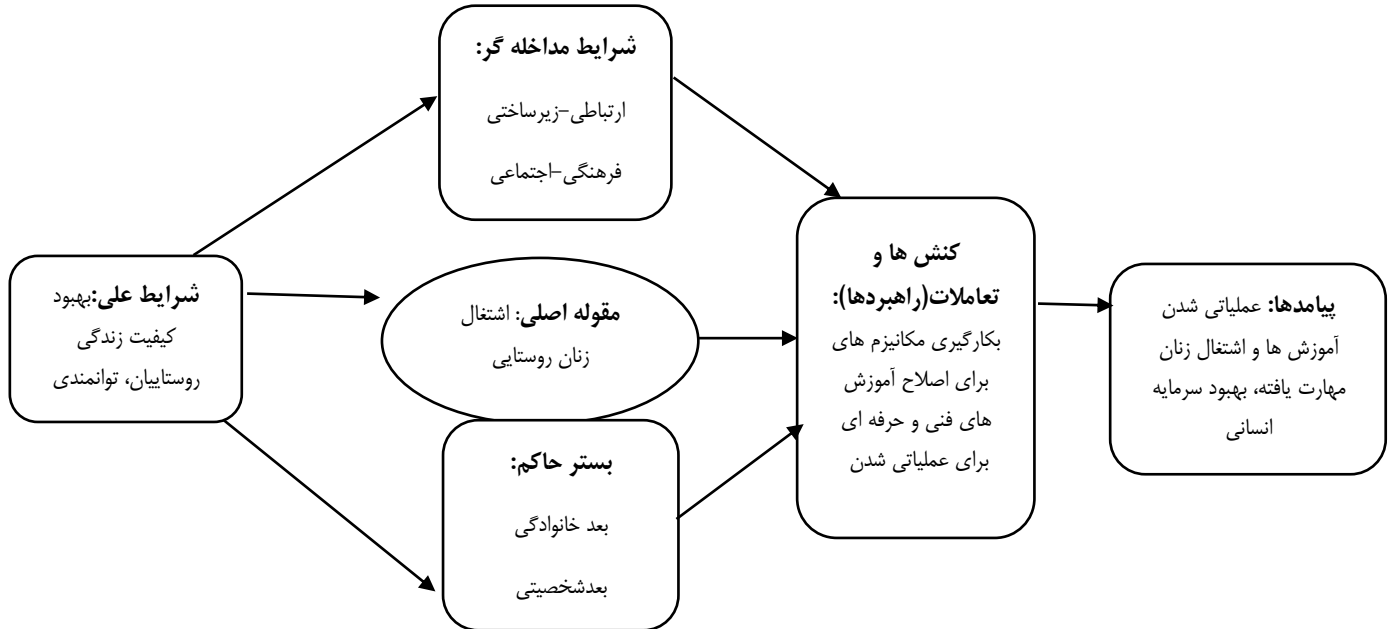 شرایط مداخله گر:
ارتباطی-زیرساختی
فرهنگی-اجتماعی
شرایط علی:بهبود
کیفیت زندگی
روستاییان، توانمندی
مقوله اصلی: اشتغال
زنان روستایی
بستر حاکم:
بعد خانوادگی
بعدشخصیتی
کنش ها و
تعاملات(راهبردها):
بکارگیری مکانیزم های
برای اصلاح آموزش
های فنی و حرفه ای
برای عملیاتی شدن
پیامدها: عملیاتی شدن
آموزش ها و اشتغال زنان
مهارت یافته، بهبود سرمایه
انسانی